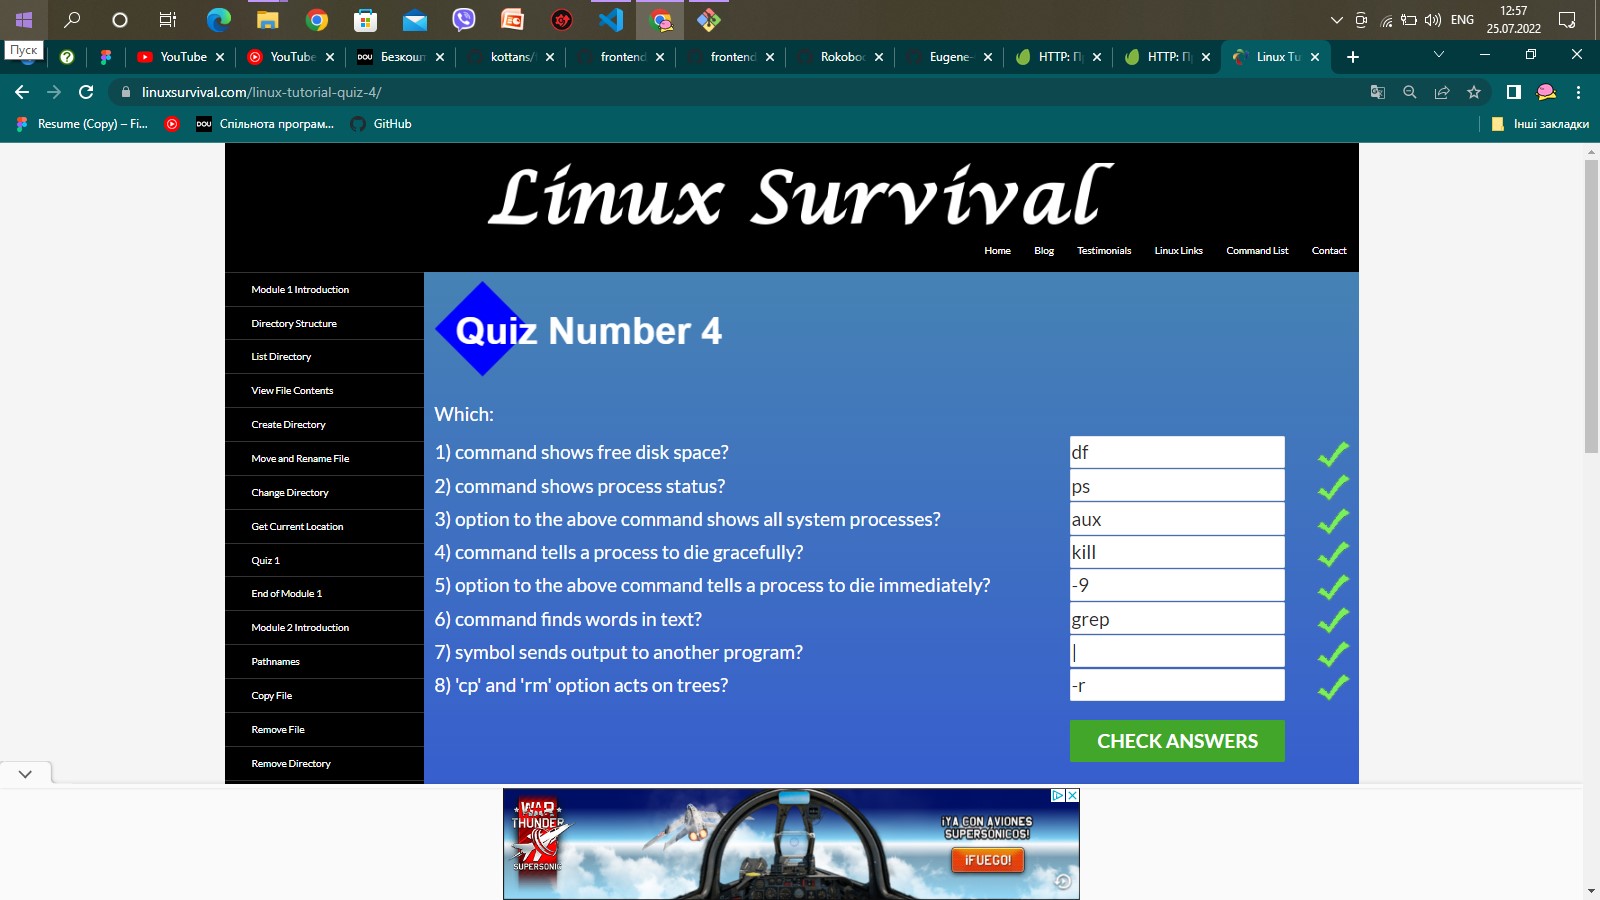 12:57
ENG
25.07.2022
Пуск
YouTube
YouTube
Безкошт
kottans/
frontend
frontend
Rokoboo
Eugene-
HTTP: П
HTTP: П
Linux Tu
linuxsurvival.com/linux-tutorial-quiz-4/
Resume (Copy) – Fi...
DOU
Спільнота програм...
GitHub
Інші закладки
Linux Survival
Home
Blog
Testimonials
Linux Links
Command List
Contact
Module 1 Introduction
Directory Structure
List Directory
View File Contents
Create Directory
Move and Rename File
Change Directory
Get Current Location
Quiz 1
End of Module 1
Module 2 Introduction
Pathnames
Copy File
Remove File
Remove Directory
Quiz Number 4
Which:
1) command shows free disk space? df
2) command shows process status? ps
3) option to the above command shows all system processes? aux
4) command tells a process to die gracefully? kill
5) option to the above command tells a process to die immediately? -9
6) command finds words in text? grep
7) symbol sends output to another program? |
8) 'cp' and 'rm' option acts on trees? -r
CHECK ANSWERS
WAR
THUNDER
SUPERSONIC
¡YA CON AVIONES
SUPERSÓNICOS!
¡FUEGO!